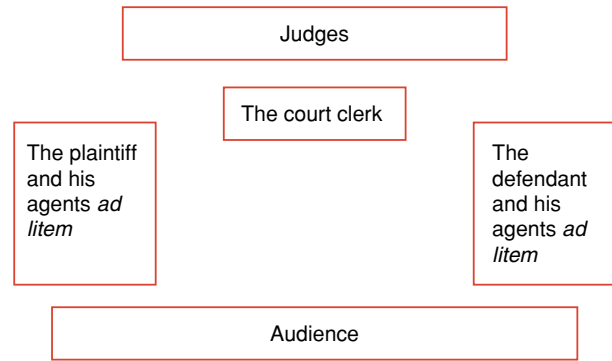 Judges
The court clerk
The plaintiff
and his
agents ad
litem
The
defendant
and his
agents ad
litem
Audience